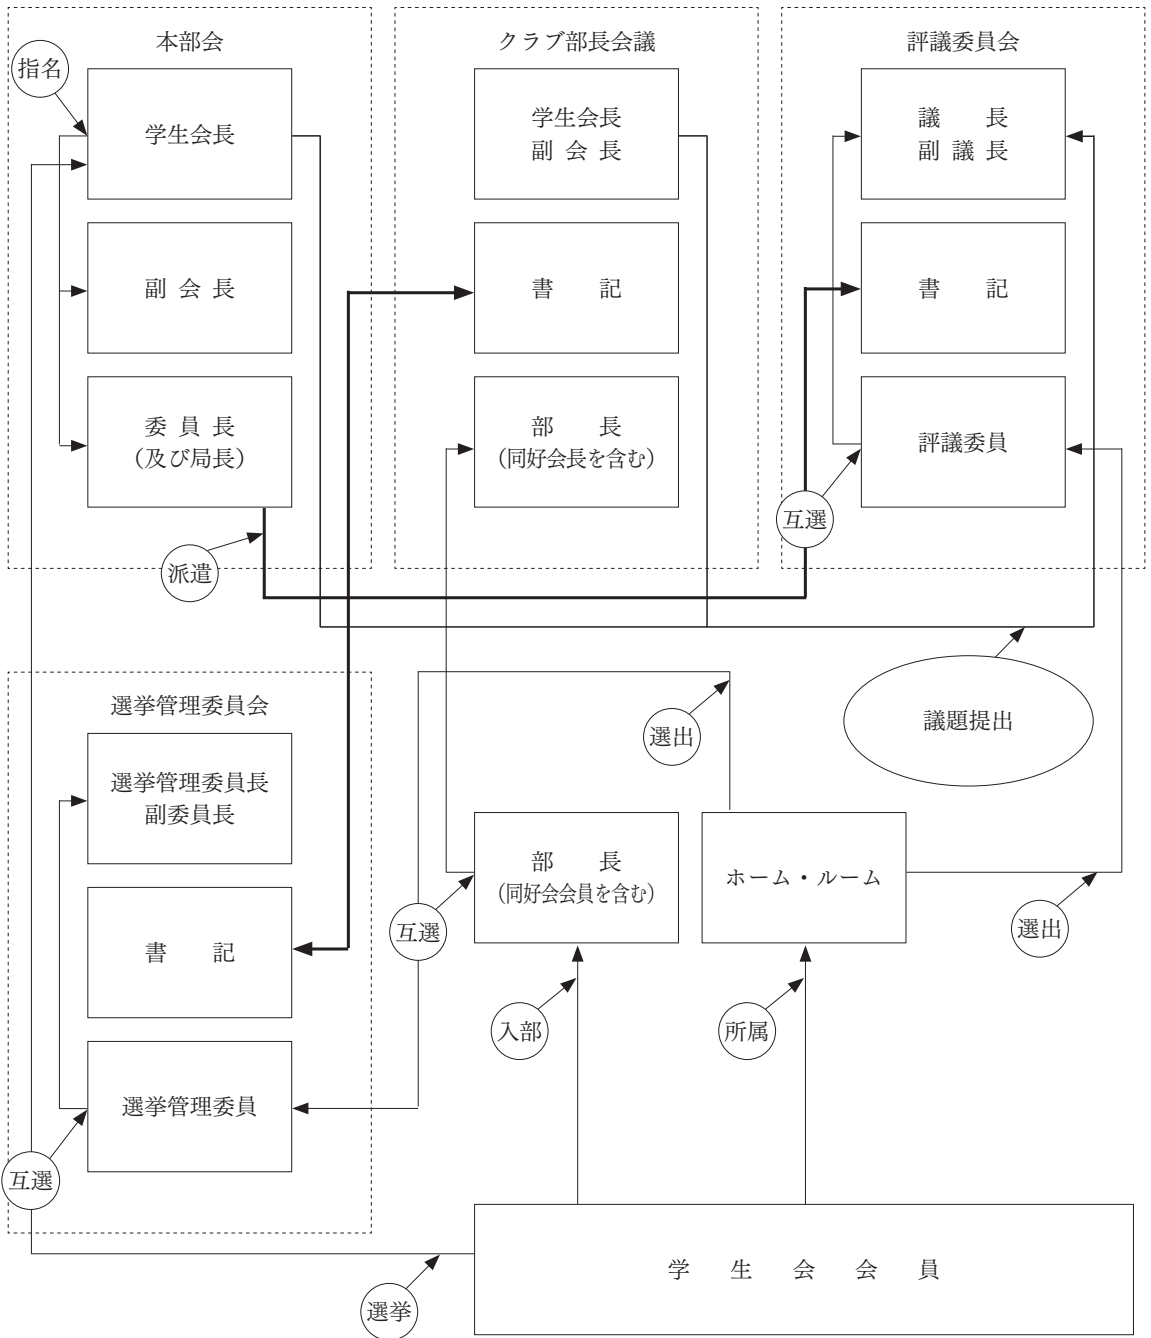 本部会
指名
学生会長
副会長
委員長
（及び局長）
派遣
クラブ部長会議
学生会長
副会長
書記
部長
（同好会長を含む）
評議委員会
議長
副議長
書記
評議委員
互選
議題提出
選挙管理委員会
選挙管理委員長
副委員長
書記
選挙管理委員
互選
選出
部長
（同好会会員を含む）
互選
ホーム・ルーム
選出
入部
所属
学生会会員
選挙